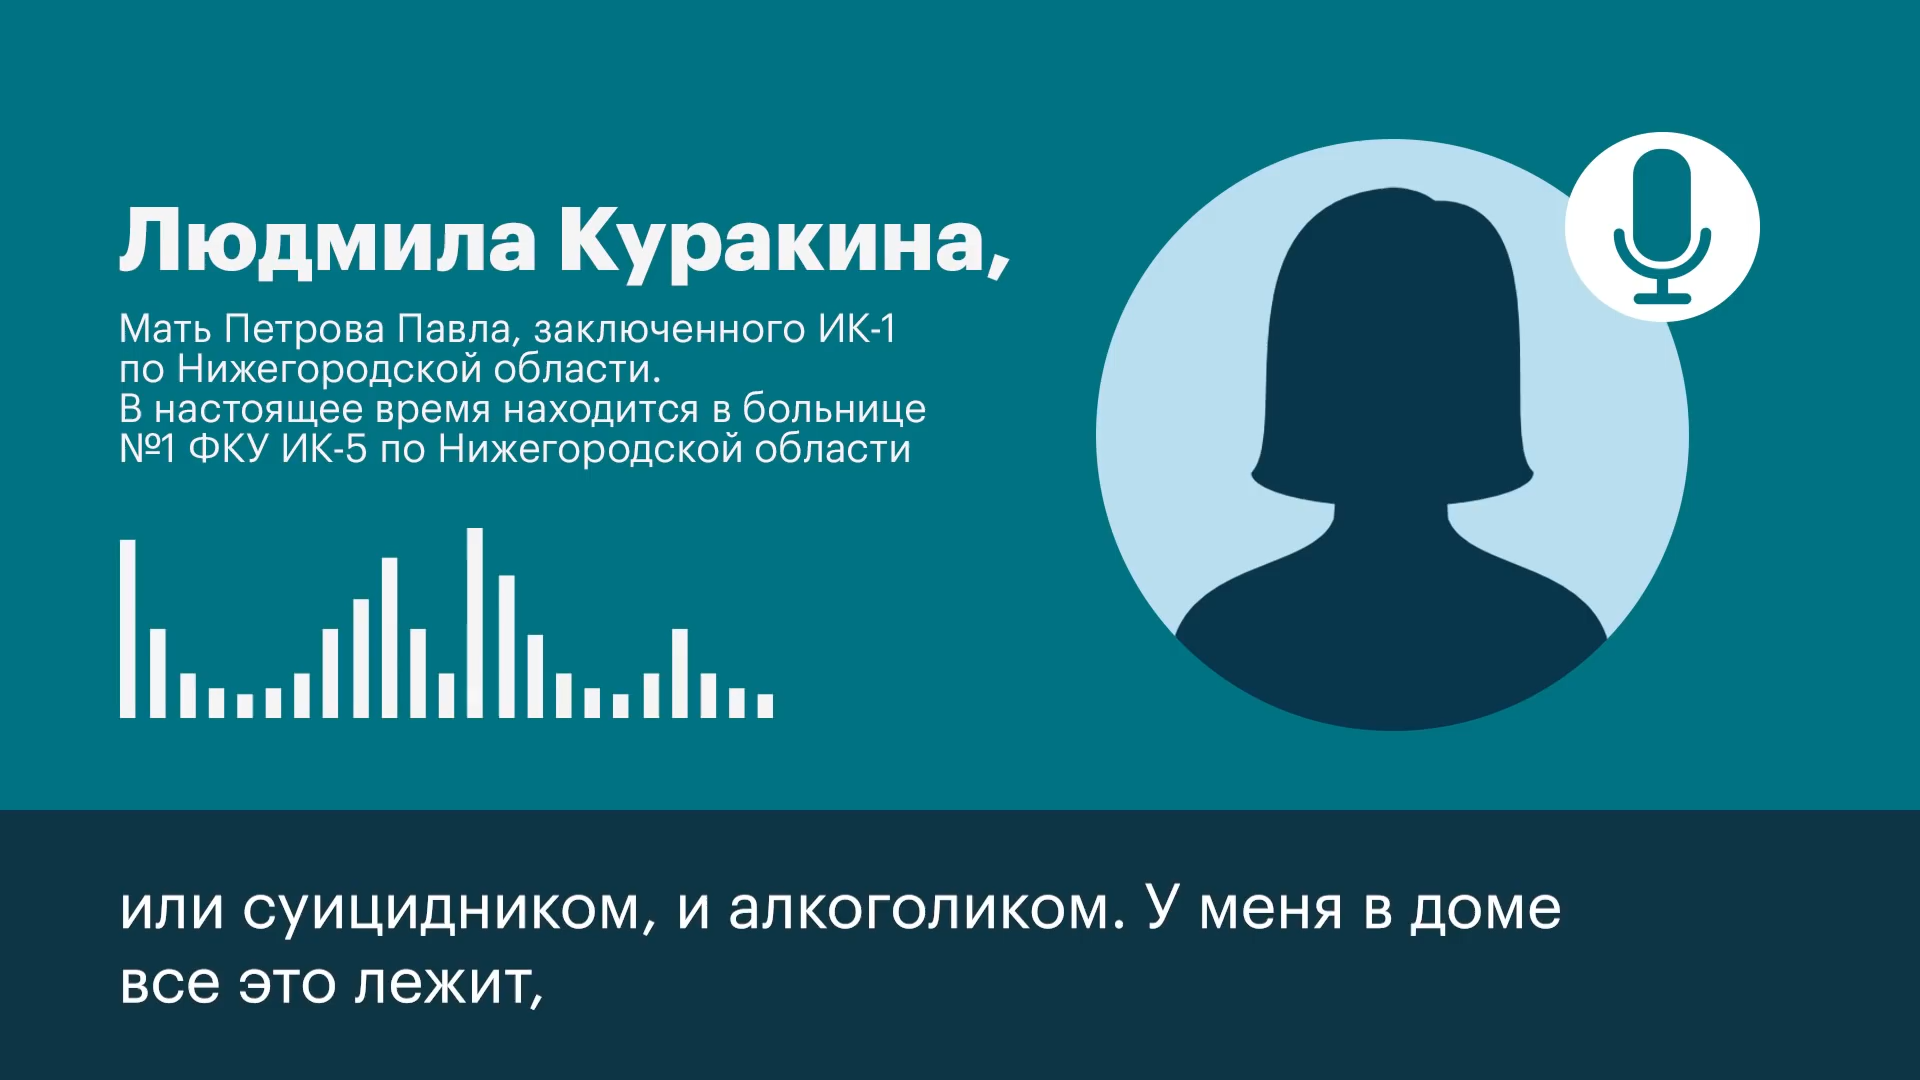 Людмила Куракина,
Мать Петрова Павла, заключенного ИК-1
по Нижегородской области.
В настоящее время находится в больнице
№1 ФКУ ИК-5 по Нижегородской области
или суицидником, и алкоголиком. У меня в доме
все это лежит,